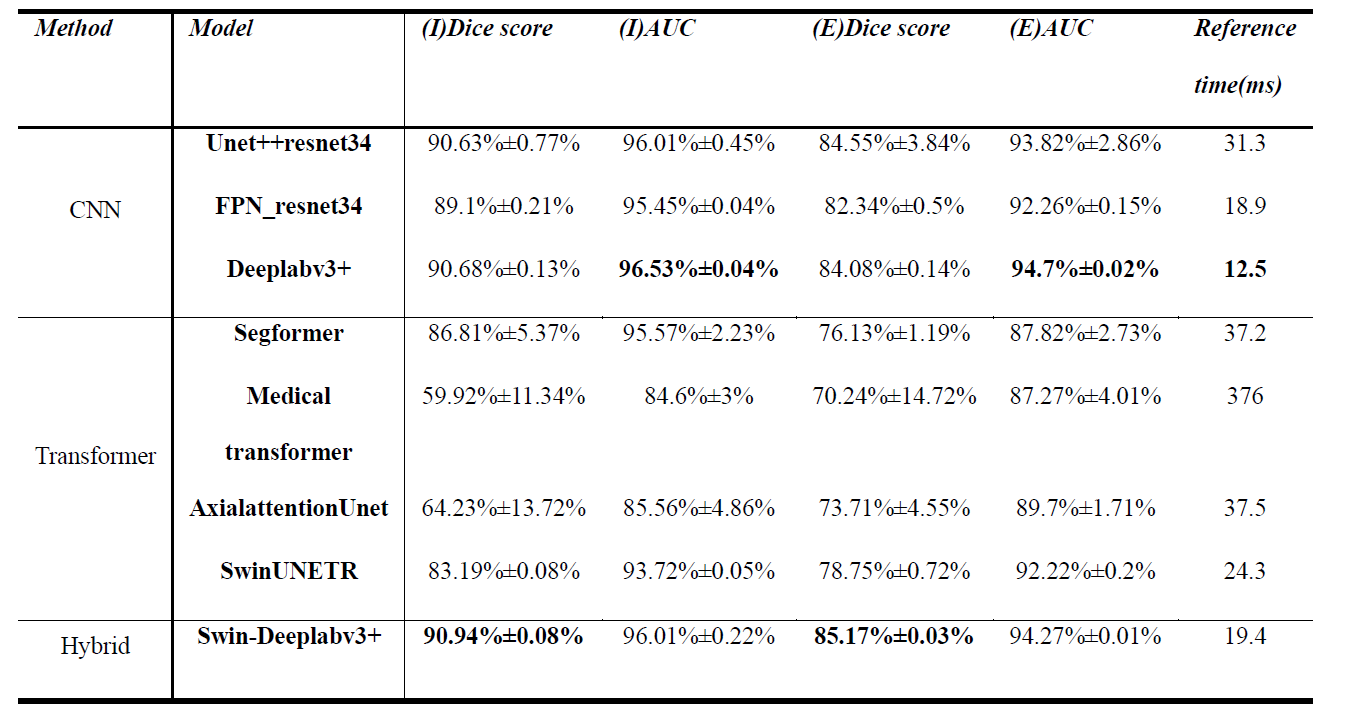 Method Model (I)Dice score (I)AUC (E)Dice score (E)AUC Reference
time(ms)
Unet++resnet34 90.63%±0.77% 96.01%±0.45% 84.55%±3.84% 93.82%±2.86% 31.3
CNN FPN_resnet34 89.1%±0.21% 95.45%±0.04% 82.34%±0.5% 92.26%±0.15% 18.9
Deeplabv3+ 90.68%±0.13% 96.53%±0.04% 84.08%±0.14% 94.7%±0.02% 12.5
Segformer 86.81%±5.37% 95.57%±2.23% 76.13%±1.19% 87.82%±2.73% 37.2
Medical 59.92%±11.34% 84.6%±3% 70.24%±14.72% 87.27%±4.01% 376
Transformer transformer
AxialattentionUnet 64.23%±13.72% 85.56%±4.86% 73.71%±4.55% 89.7%±1.71% 37.5
SwinUNETR 83.19%±0.08% 93.72%±0.05% 78.75%±0.72% 92.22%±0.2% 24.3
Hybrid Swin-Deeplabv3+ 90.94%±0.08% 96.01%±0.22% 85.17%±0.03% 94.27%±0.01% 19.4